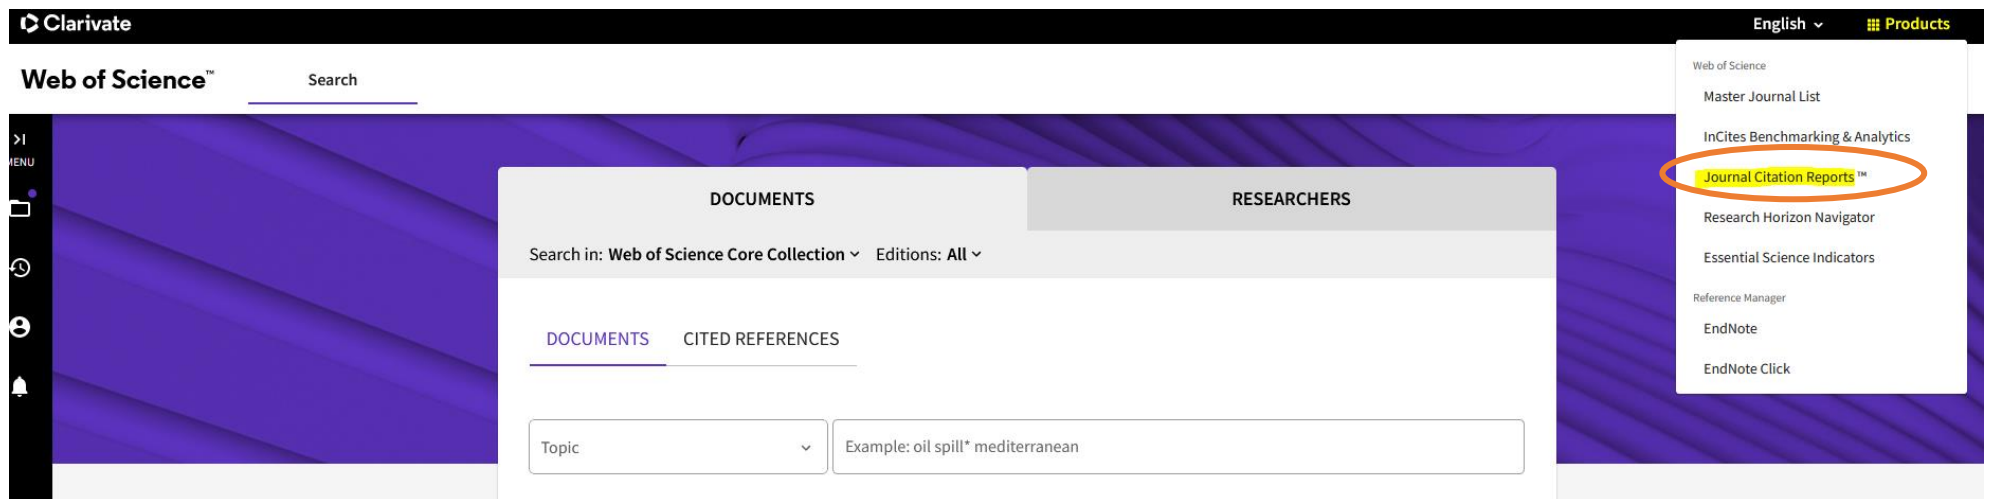 Clarivate
English
Products
Web of Science™
Search
Web of Science
Master Journal List
InCites Benchmarking & Analytics
Journal Citation Reports™
Research Horizon Navigator
Essential Science Indicators
Reference Manager
EndNote
EndNote Click
MENU
DOCUMENTS
RESEARCHERS
Search in: Web of Science Core Collection Editions: All
DOCUMENTS
CITED REFERENCES
Topic
Example: oil spill* mediterranean